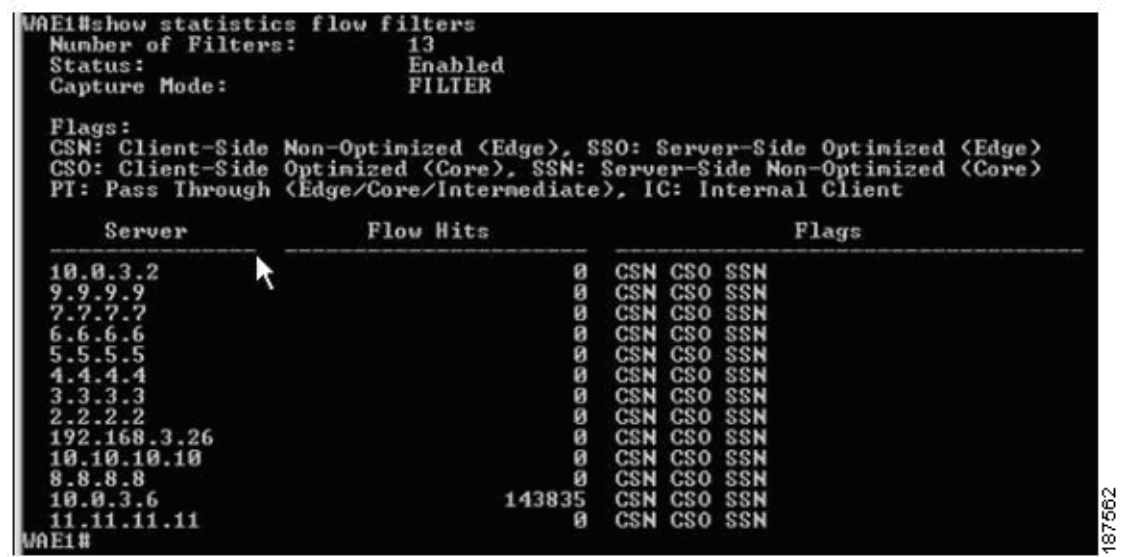 WAE1#show statistics flow filters
Number of Filters: 13
Status: Enabled
Capture Mode: FILTER
Flags:
CSN: Client-Side Non-Optimized (Edge), SSO: Server-Side Optimized (Edge)
CSO: Client-Side Optimized (Core), SSN: Server-Side Non-Optimized (Core)
PT: Pass Through (Edge/Core/Intermediate), IC: Internal Client
Server Flow Hits Flags
10.0.3.2 0 CSN CSO SSN
9.9.9.9 0 CSN CSO SSN
7.7.7.7 0 CSN CSO SSN
6.6.6.6 0 CSN CSO SSN
5.5.5.5 0 CSN CSO SSN
4.4.4.4 0 CSN CSO SSN
3.3.3.3 0 CSN CSO SSN
2.2.2.2 0 CSN CSO SSN
192.168.3.26 0 CSN CSO SSN
10.10.10.10 0 CSN CSO SSN
8.8.8.8 0 CSN CSO SSN
10.0.3.6 143835 CSN CSO SSN
11.11.11.11 0 CSN CSO SSN
WAE1#
187562